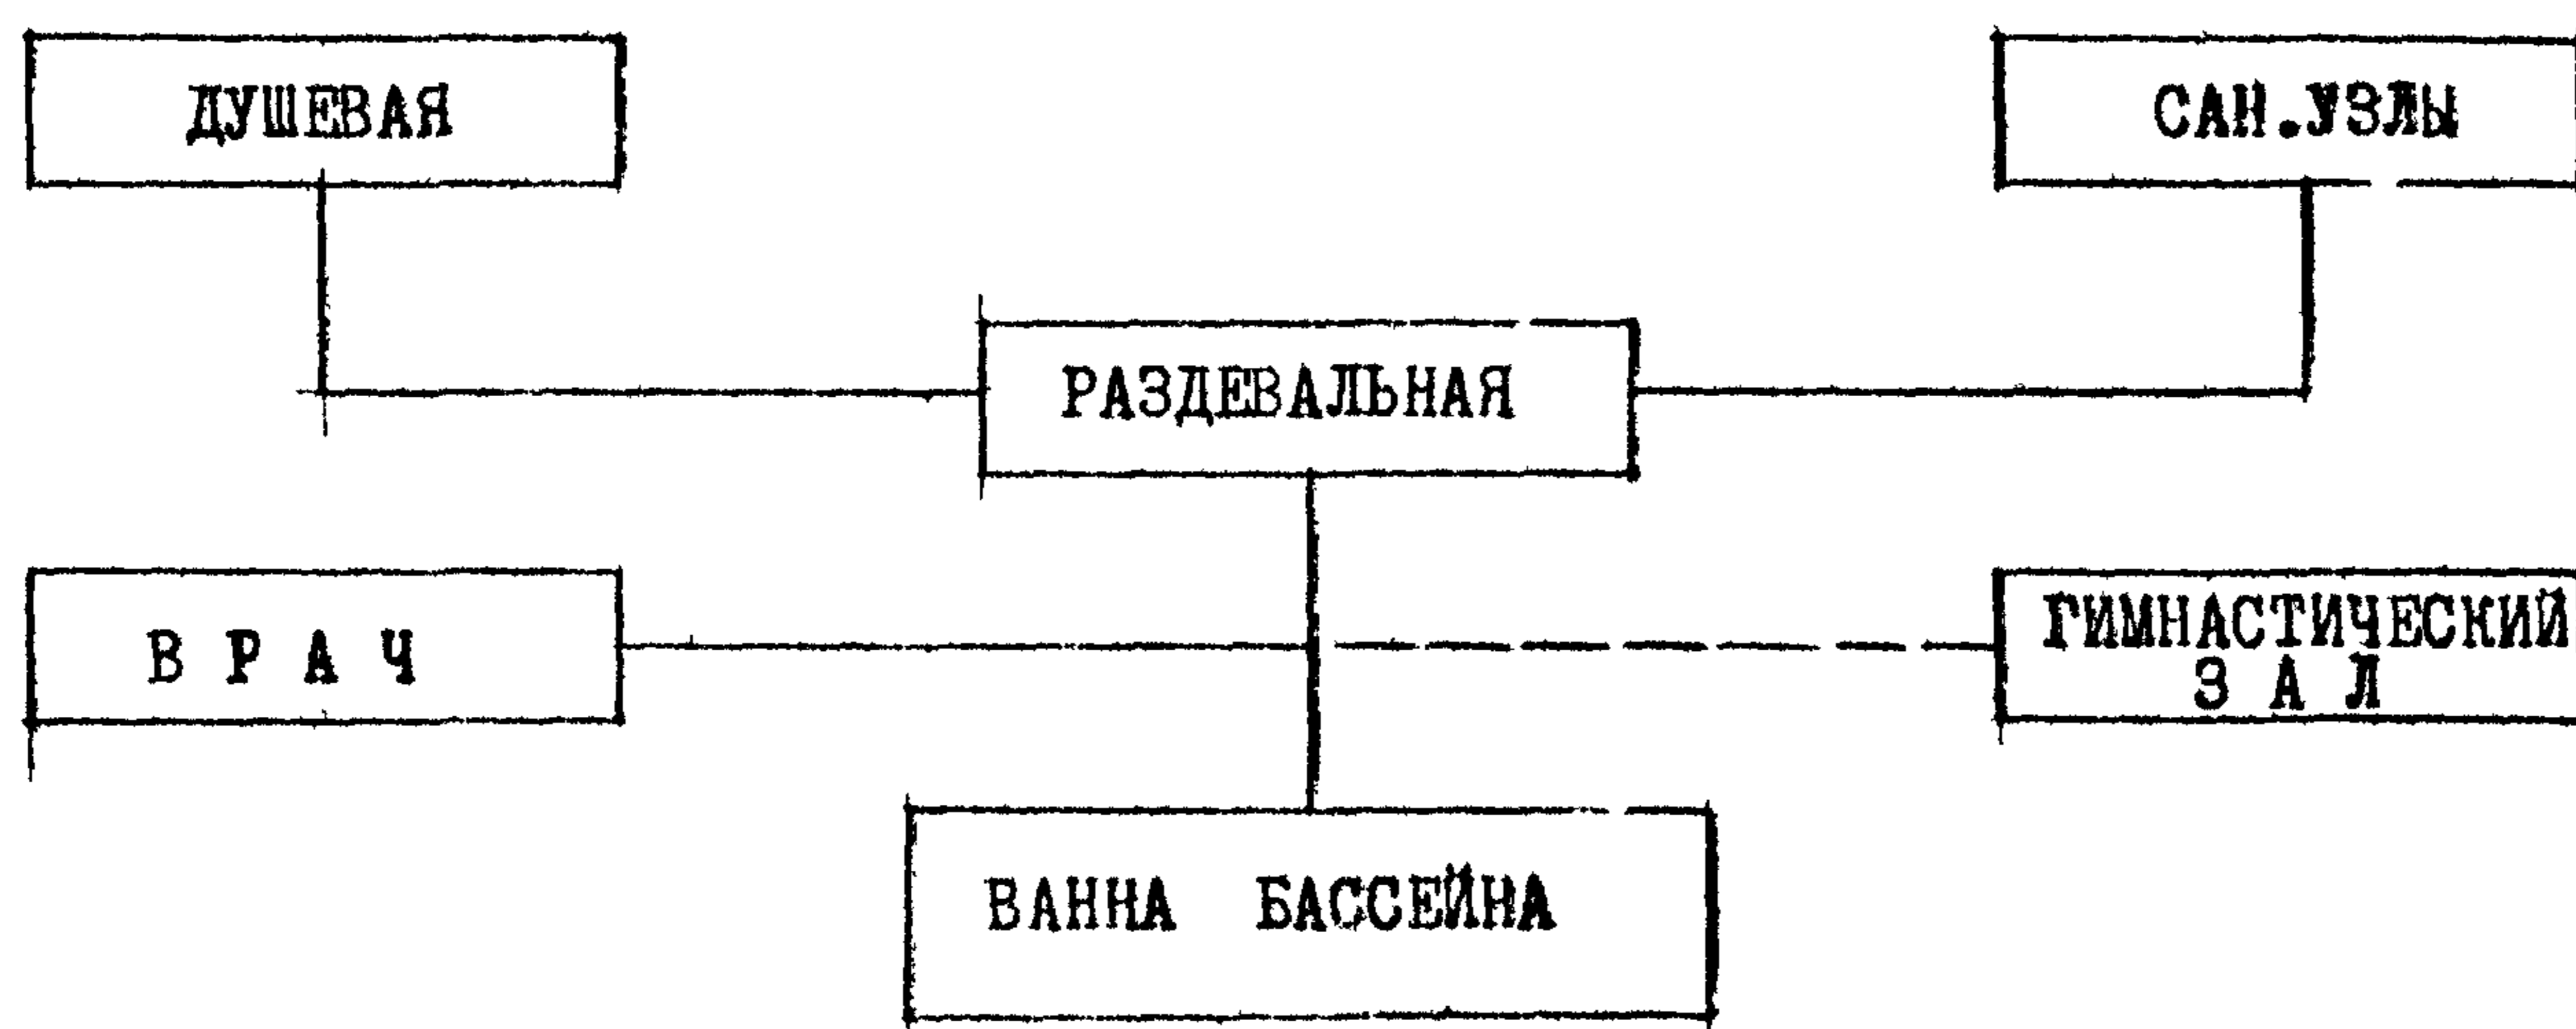 ДУШЕВАЯ
САН.УЗЛЫ
РАЗДЕВАЛЬНАЯ
В Р А Ч
ГИМНАСТИЧЕСКИЙ
З А Л
ВАННА БАССЕЙНА